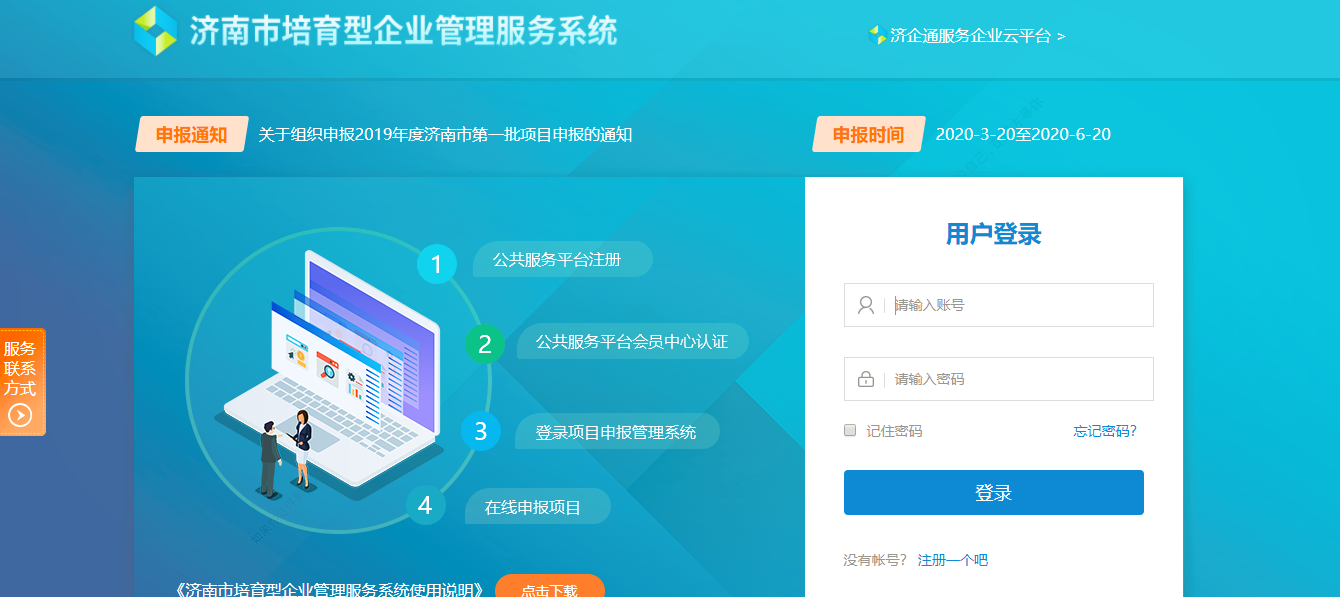 济南市培育型企业管理服务系统
济企通服务企业云平台 >
申报通知
关于组织申报2019年度济南市第一批项目申报的通知
申报时间
2020-3-20至2020-6-20
1
公共服务平台注册
2
公共服务平台会员中心认证
3
登录项目申报管理系统
4
在线申报项目
《济南市培育型企业管理服务系统使用说明》
点击下载
用户登录
请输入账号
请输入密码
记住密码
忘记密码?
登录
没有帐号?
注册一个吧
服务
联系
方式